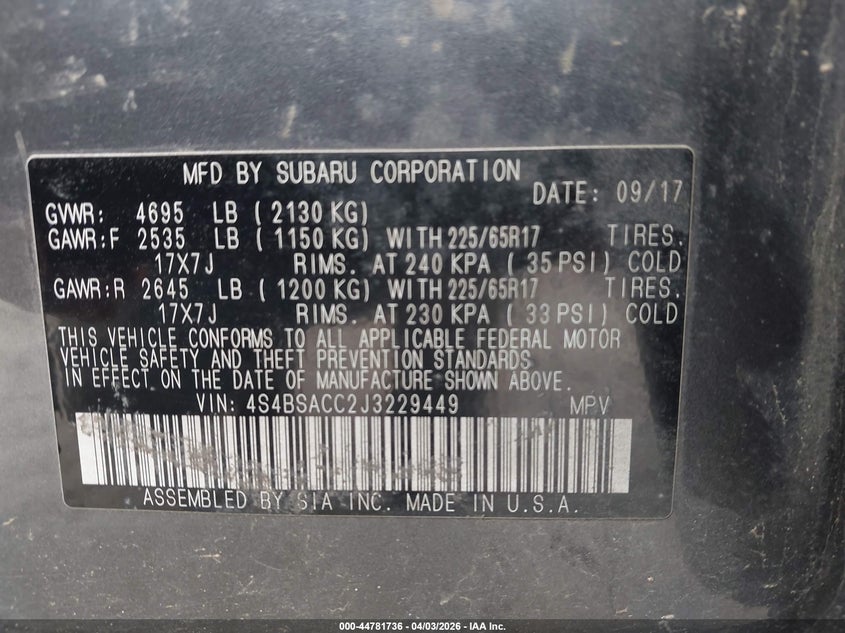 MFD BY SUBARU CORPORATION
DATE: 09/17
GVWR: 4695 LB ( 2130 KG)
GAWR:F 2535 LB ( 1150 KG) WITH 225/65R17 TIRES.
17X7J RIMS. AT 240 KPA ( 35 PSI) COLD
GAWR:R 2645 LB ( 1200 KG) WITH 225/65R17 TIRES.
17X7J RIMS. AT 230 KPA ( 33 PSI) COLD
THIS VEHICLE CONFORMS TO ALL APPLICABLE FEDERAL MOTOR
VEHICLE SAFETY AND THEFT PREVENTION STANDARDS
IN EFFECT ON THE DATE OF MANUFACTURE SHOWN ABOVE.
VIN: 4S4BSACC2J3229449 MPV
ASSEMBLED BY SIA INC. MADE IN U.S.A.
000-44781736 - 04/03/2026 - IAA Inc.